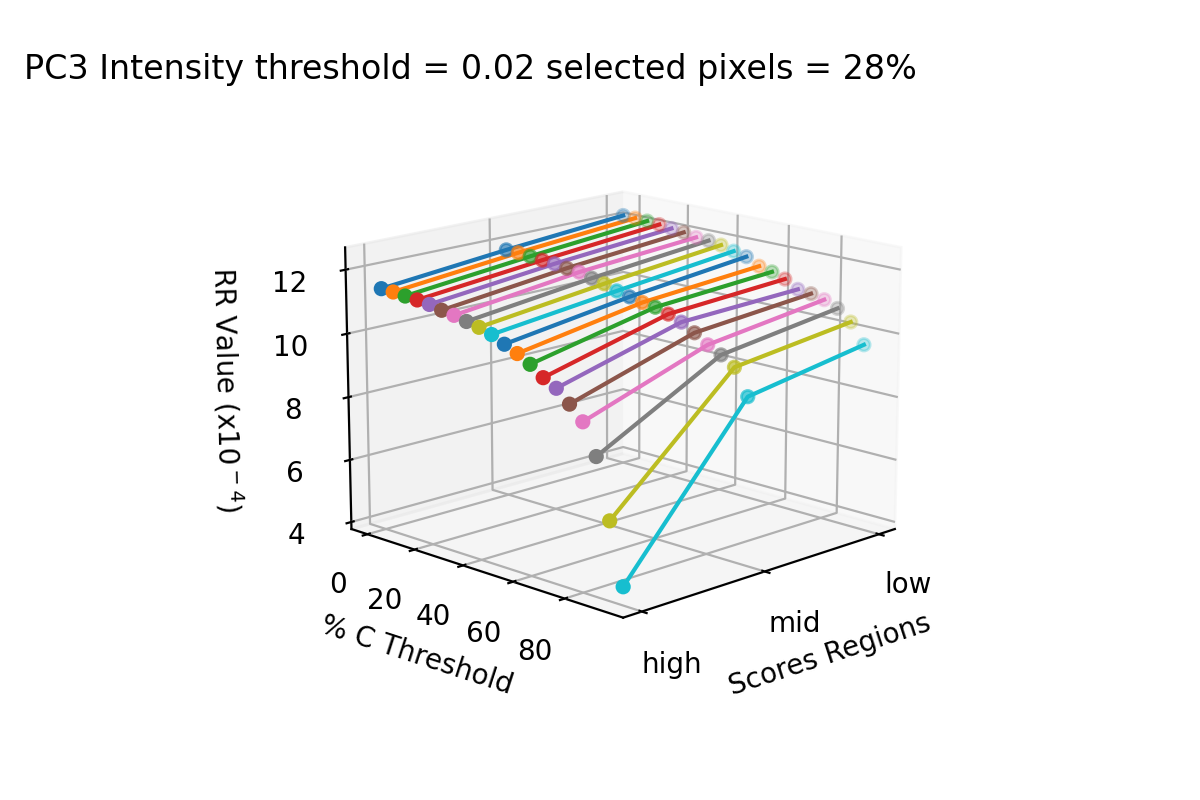 PC3 Intensity threshold = 0.02 selected pixels = 28%
12
10
8
6
4
RR Value (x10⁻⁴)
0
20
40
60
80
% C Threshold
high
mid
low
Scores Regions